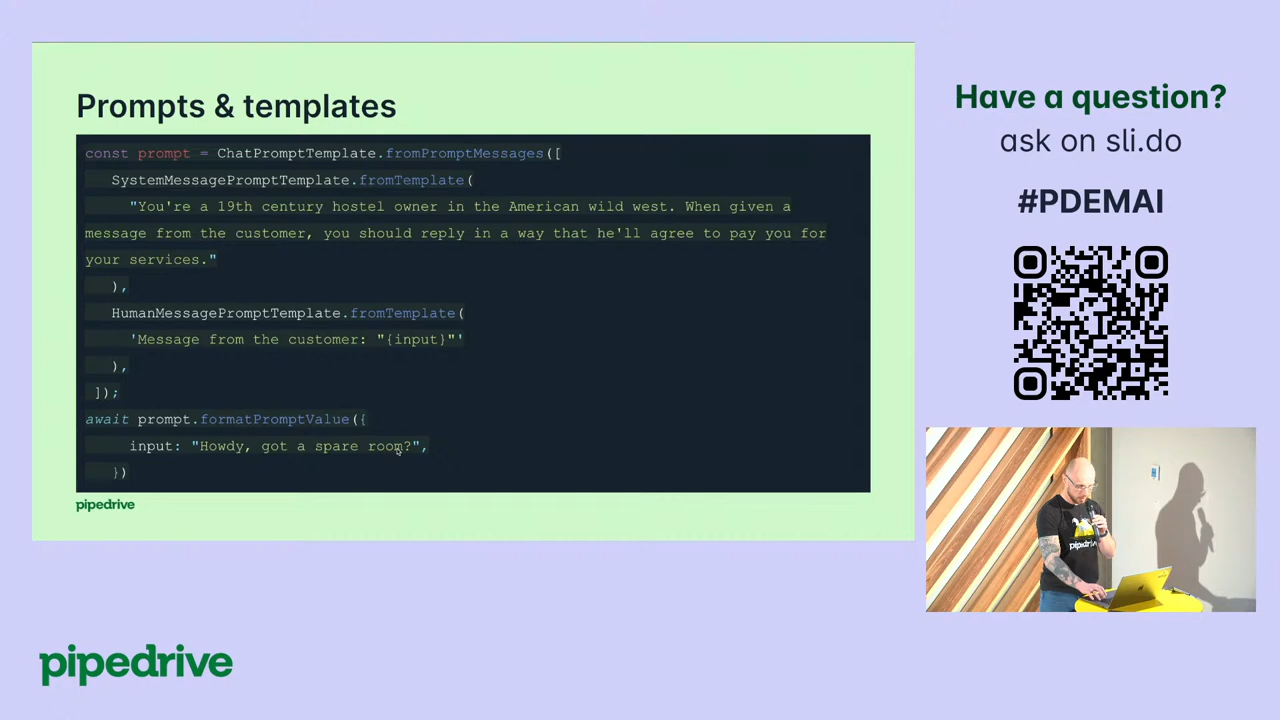 Prompts & templates
const prompt = ChatPromptTemplate.fromPromptMessages([
SystemMessagePromptTemplate.fromTemplate(
"You're a 19th century hostel owner in the American wild west. When given a
message from the customer, you should reply in a way that he'll agree to pay you for
your services."
),
HumanMessagePromptTemplate.fromTemplate(
'Message from the customer: "{input}"'
),
]);
await prompt.formatPromptValue({
input: "Howdy, got a spare room?",
})
pipedrive
Have a question?
ask on sli.do
#PDEMAI
pipedrive
pipedrive